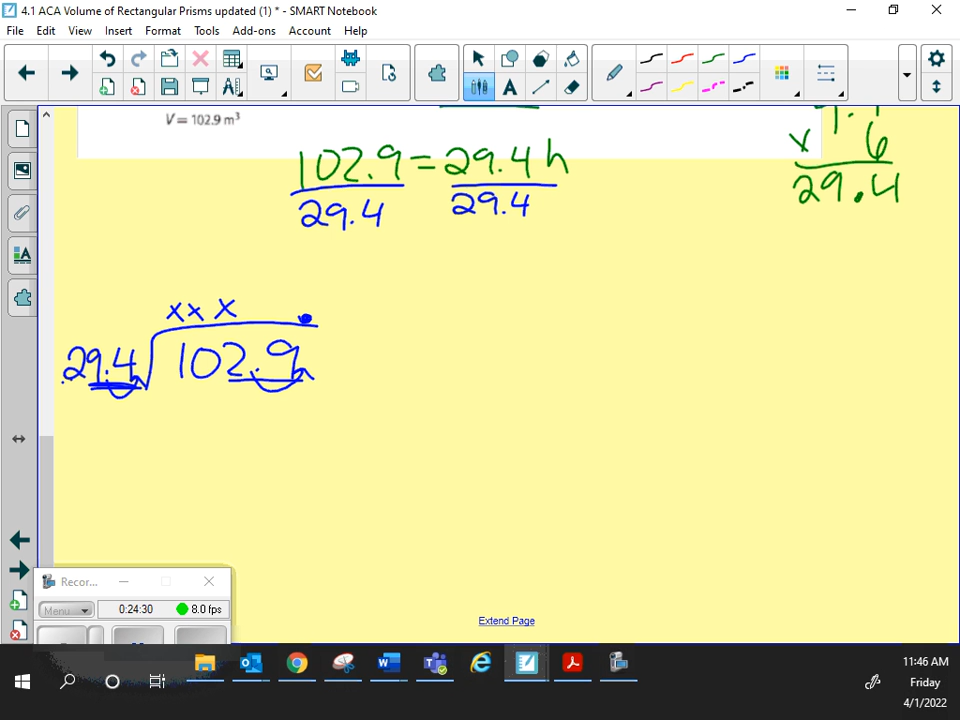 4.1 ACA Volume of Rectangular Prisms updated (1) * - SMART Notebook
File Edit View Insert Format Tools Add-ons Account Help
V = 102.9 m³
x 6
29.4
102.9 = 29.4 h
29.4 29.4
x x x .
29.4 102.9
Recor...
Menu 0:24:30 8.0 fps
Extend Page
11:46 AM
Friday
4/1/2022